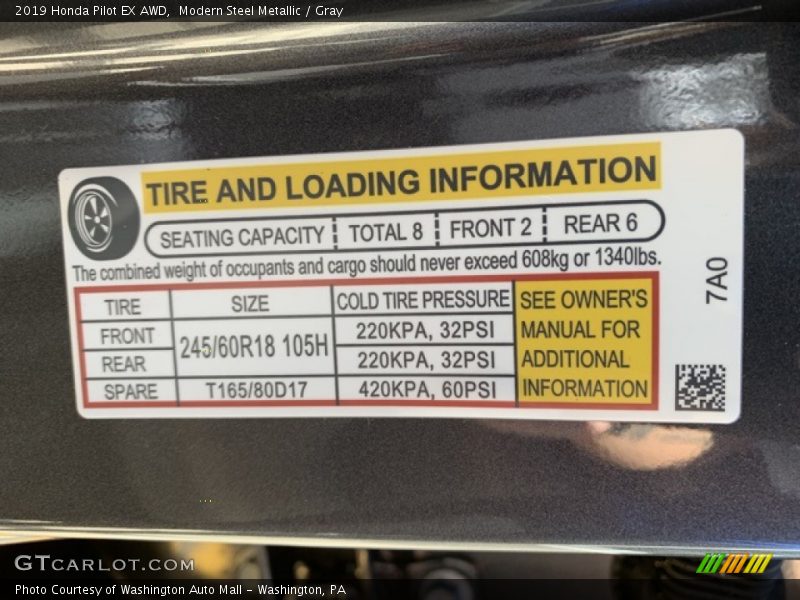 2019 Honda Pilot EX AWD,  Modern Steel Metallic / Gray
TIRE AND LOADING INFORMATION
SEATING CAPACITY TOTAL 8 FRONT 2 REAR 6
The combined weight of occupants and cargo should never exceed 608kg or 1340lbs.
TIRE SIZE COLD TIRE PRESSURE SEE OWNER'S
FRONT 245/60R18 105H 220KPA, 32PSI MANUAL FOR
REAR 220KPA, 32PSI ADDITIONAL
SPARE T165/80D17 420KPA, 60PSI INFORMATION
7A0
GTCARLOT.COM
Photo Courtesy of Washington Auto Mall - Washington, PA